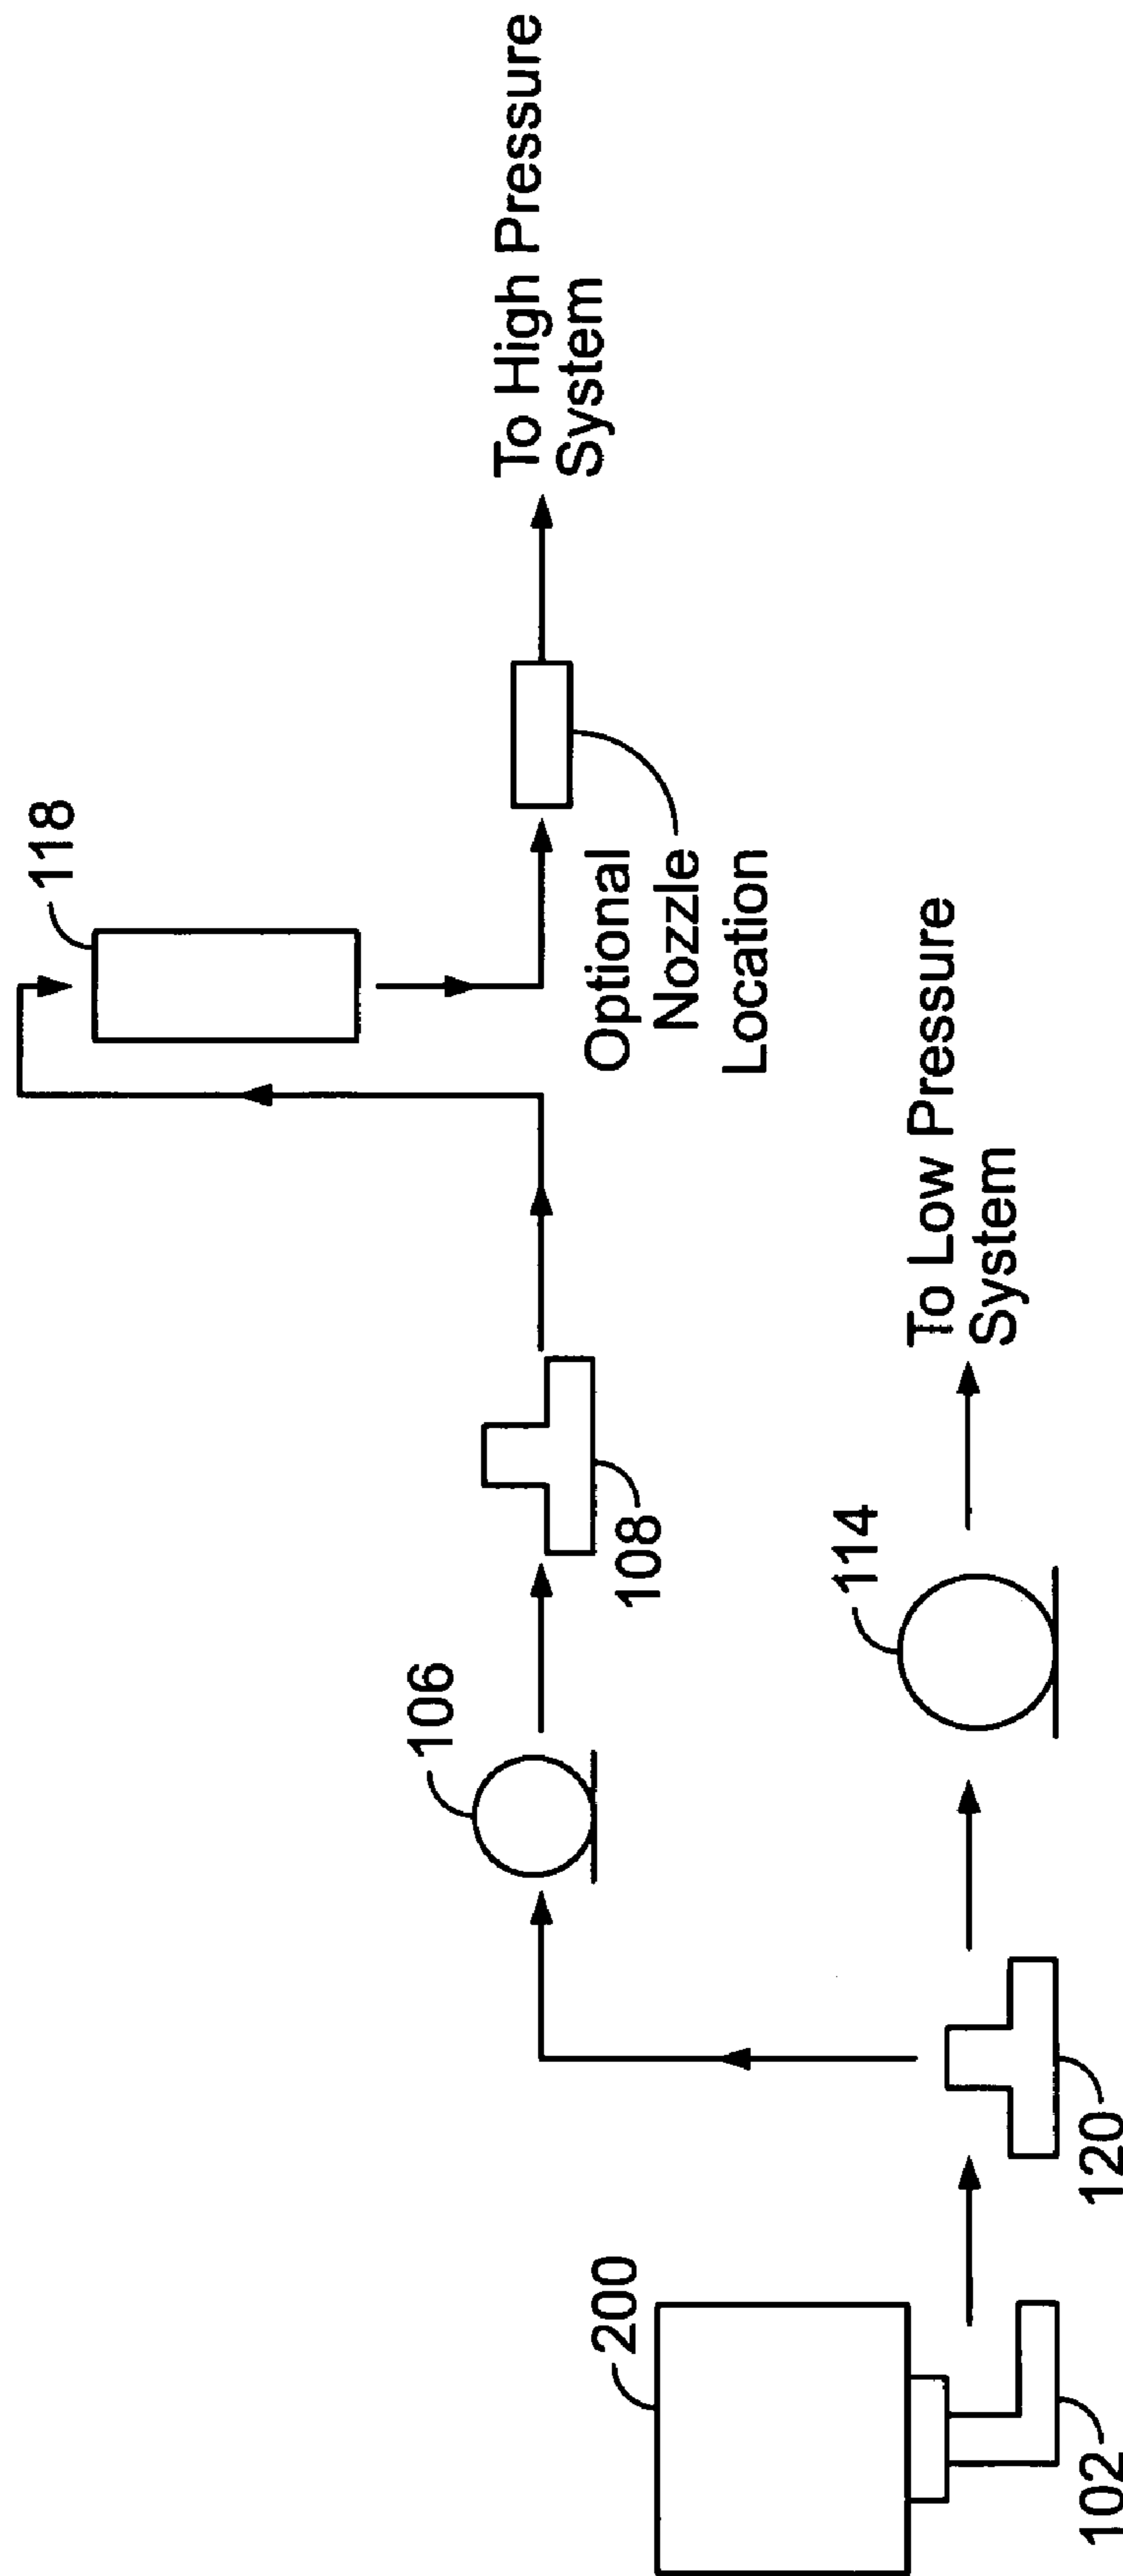 118
To High Pressure
System
Optional
Nozzle
Location
106
108
114
To Low Pressure
System
200
102
120